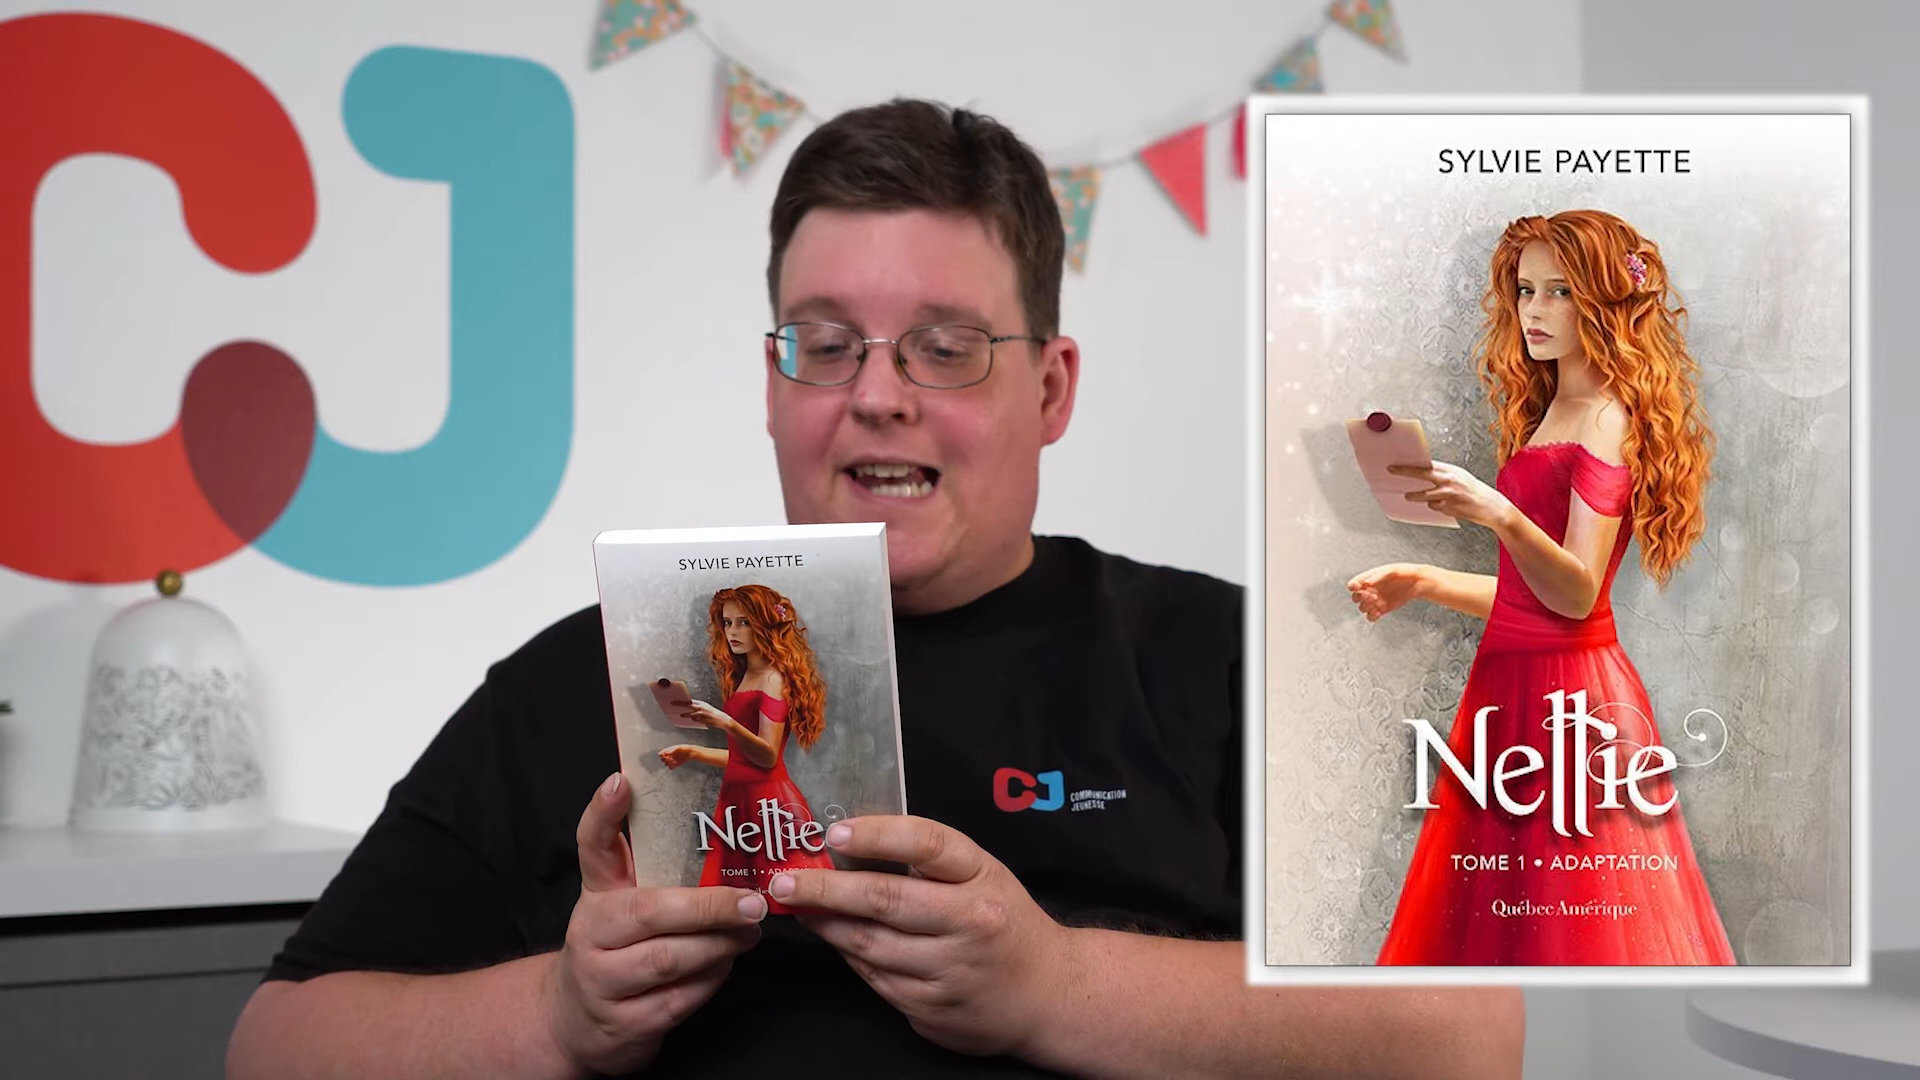 CJ
SYLVIE PAYETTE
Nellie
TOME 1 • ADAPT
CJ COMMUNICATION
JEUNESSE
SYLVIE PAYETTE
Nellie
TOME 1 • ADAPTATION
Québec Amérique